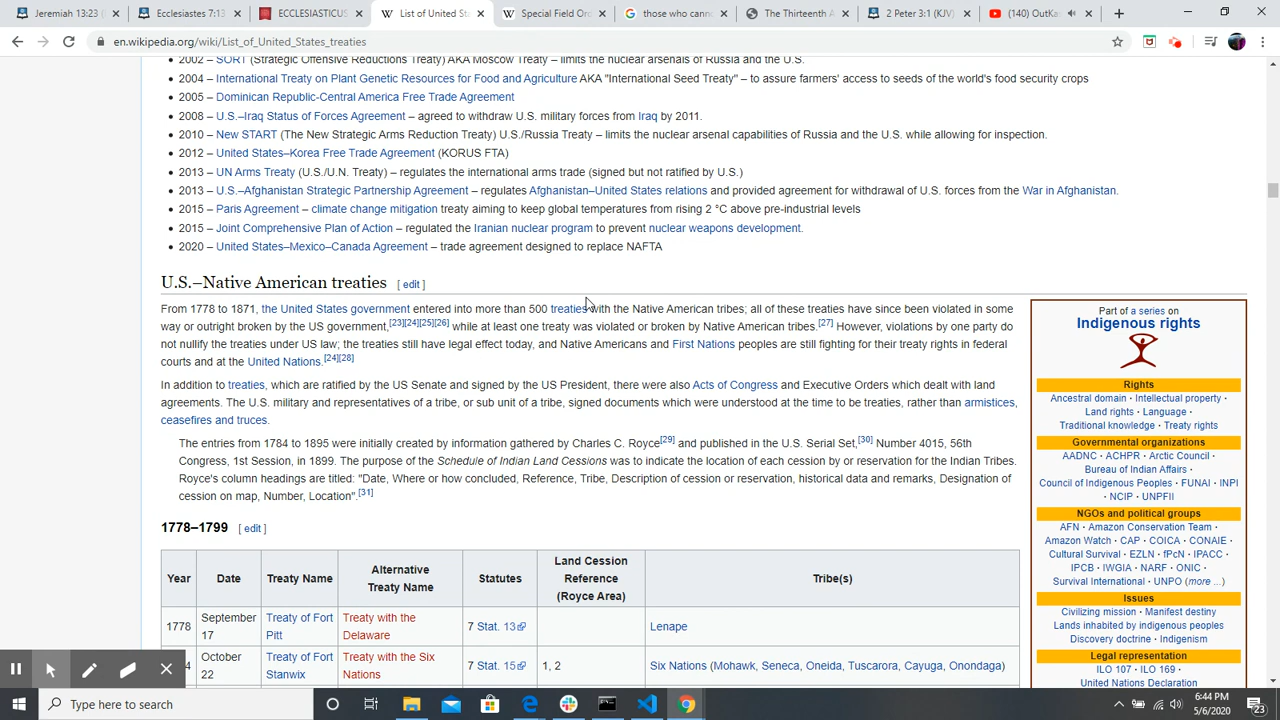 Jeremiah 13:23 (
Ecclesiastes 7:13
ECCLESIASTICUS
List of United Sta
Special Field Or
those who cann
The Thirteenth A
2 Peter 3:1 (KJV)
(140) OutKas
en.wikipedia.org/wiki/List_of_United_States_treaties
• 2002 – SORT (Strategic Offensive Reductions Treaty) AKA Moscow Treaty – limits the nuclear arsenals of Russia and the U.S.
• 2004 – International Treaty on Plant Genetic Resources for Food and Agriculture AKA "International Seed Treaty" – to assure farmers' access to seeds of the world's food security crops
• 2005 – Dominican Republic-Central America Free Trade Agreement
• 2008 – U.S.–Iraq Status of Forces Agreement – agreed to withdraw U.S. military forces from Iraq by 2011.
• 2010 – New START (The New Strategic Arms Reduction Treaty) U.S./Russia Treaty – limits the nuclear arsenal capabilities of Russia and the U.S. while allowing for inspection.
• 2012 – United States–Korea Free Trade Agreement (KORUS FTA)
• 2013 – UN Arms Treaty (U.S./U.N. Treaty) – regulates the international arms trade (signed but not ratified by U.S.)
• 2013 – U.S.–Afghanistan Strategic Partnership Agreement – regulates Afghanistan–United States relations and provided agreement for withdrawal of U.S. forces from the War in Afghanistan.
• 2015 – Paris Agreement – climate change mitigation treaty aiming to keep global temperatures from rising 2 °C above pre-industrial levels
• 2015 – Joint Comprehensive Plan of Action – regulated the Iranian nuclear program to prevent nuclear weapons development.
• 2020 – United States–Mexico–Canada Agreement – trade agreement designed to replace NAFTA
U.S.–Native American treaties [ edit ]
From 1778 to 1871, the United States government entered into more than 500 treaties with the Native American tribes; all of these treaties have since been violated in some
way or outright broken by the US government,[23][24][25][26] while at least one treaty was violated or broken by Native American tribes.[27] However, violations by one party do
not nullify the treaties under US law; the treaties still have legal effect today, and Native Americans and First Nations peoples are still fighting for their treaty rights in federal
courts and at the United Nations.[24][28]
In addition to treaties, which are ratified by the US Senate and signed by the US President, there were also Acts of Congress and Executive Orders which dealt with land
agreements. The U.S. military and representatives of a tribe, or sub unit of a tribe, signed documents which were understood at the time to be treaties, rather than armistices,
ceasefires and truces.
The entries from 1784 to 1895 were initially created by information gathered by Charles C. Royce[29] and published in the U.S. Serial Set,[30] Number 4015, 56th
Congress, 1st Session, in 1899. The purpose of the Schedule of Indian Land Cessions was to indicate the location of each cession by or reservation for the Indian Tribes.
Royce's column headings are titled: "Date, Where or how concluded, Reference, Tribe, Description of cession or reservation, historical data and remarks, Designation of
cession on map, Number, Location".[31]
1778–1799 [ edit ]
Year Date Treaty Name Alternative Treaty Name Statutes Land Cession Reference (Royce Area) Tribe(s)
1778 September 17 Treaty of Fort Pitt Treaty with the Delaware 7 Stat. 13 Lenape
4 October 22 Treaty of Fort Stanwix Treaty with the Six Nations 7 Stat. 15 1, 2 Six Nations (Mohawk, Seneca, Oneida, Tuscarora, Cayuga, Onondaga)
Part of a series on
Indigenous rights
Rights
Ancestral domain · Intellectual property ·
Land rights · Language ·
Traditional knowledge · Treaty rights
Governmental organizations
AADNC · ACHPR · Arctic Council ·
Bureau of Indian Affairs ·
Council of Indigenous Peoples · FUNAI · INPI
· NCIP · UNPFII
NGOs and political groups
AFN · Amazon Conservation Team ·
Amazon Watch · CAP · COICA · CONAIE ·
Cultural Survival · EZLN · fPcN · IPACC ·
IPCB · IWGIA · NARF · ONIC ·
Survival International · UNPO (more ...)
Issues
Civilizing mission · Manifest destiny
Lands inhabited by indigenous peoples
Discovery doctrine · Indigenism
Legal representation
ILO 107 · ILO 169 ·
United Nations Declaration
Type here to search
6:44 PM
5/6/2020
23